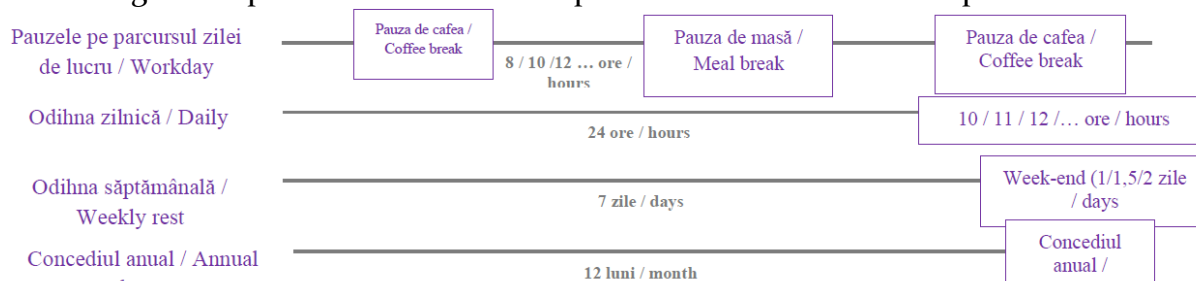 Pauzele pe parcursul zilei
de lucru / Workday
Pauza de cafea /
Coffee break
8 / 10 /12 … ore /
hours
Pauza de masă /
Meal break
Pauza de cafea /
Coffee break
Odihna zilnică / Daily
24 ore / hours
10 / 11 / 12 /… ore / hours
Odihna săptămânală /
Weekly rest
7 zile / days
Week-end (1/1,5/2 zile
/ days
Concediul anual / Annual
12 luni / month
Concediul
anual /